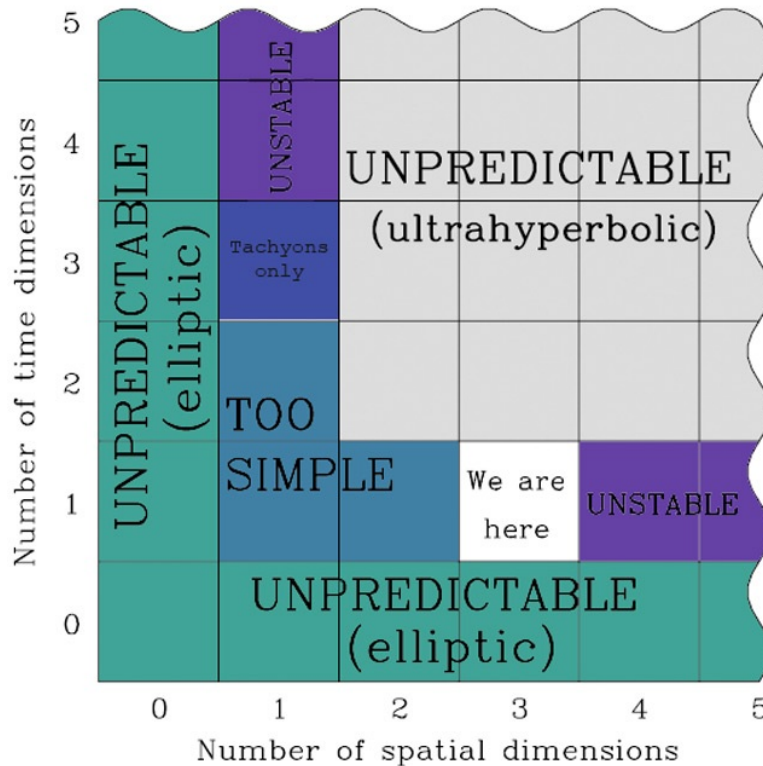 5
4
3
2
1
0
Number of time dimensions
UNPREDICTABLE
(elliptic)
UNSTABLE
UNPREDICTABLE
(ultrahyperbolic)
Tachyons
only
TOO
SIMPLE
We are
here
UNSTABLE
UNPREDICTABLE
(elliptic)
0 1 2 3 4 5
Number of spatial dimensions